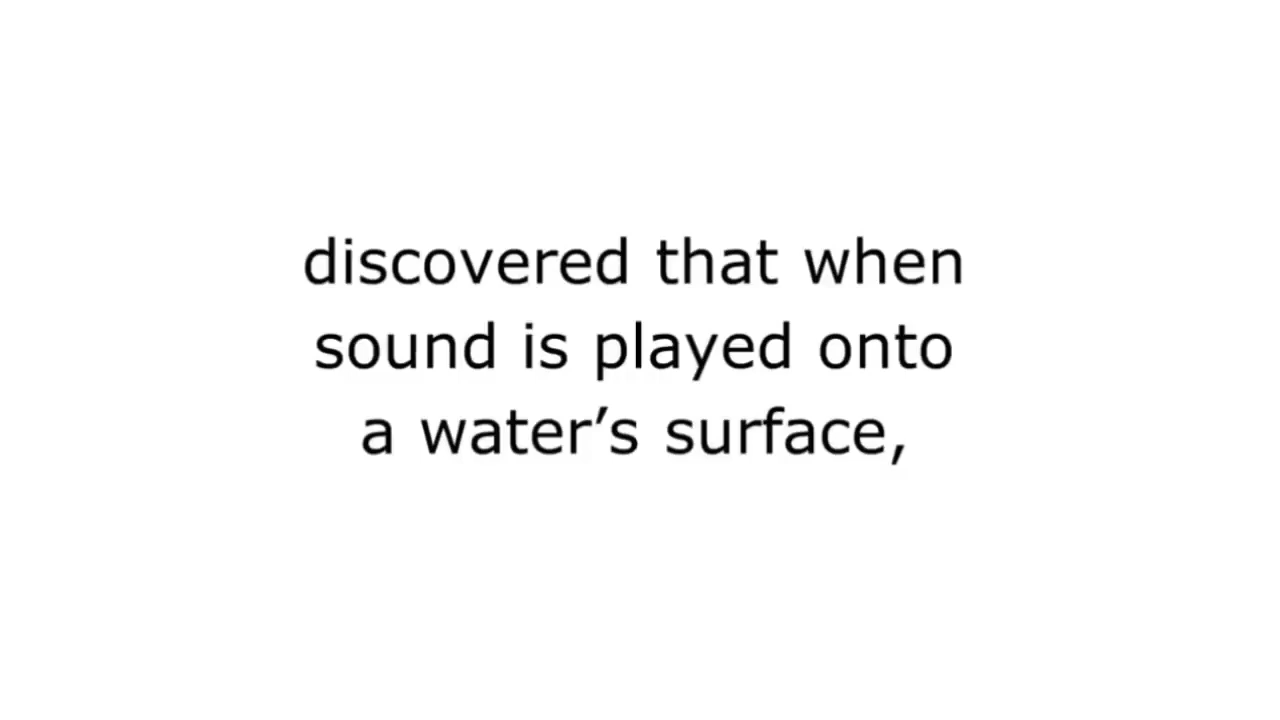 discovered that when
sound is played onto
a water’s surface,